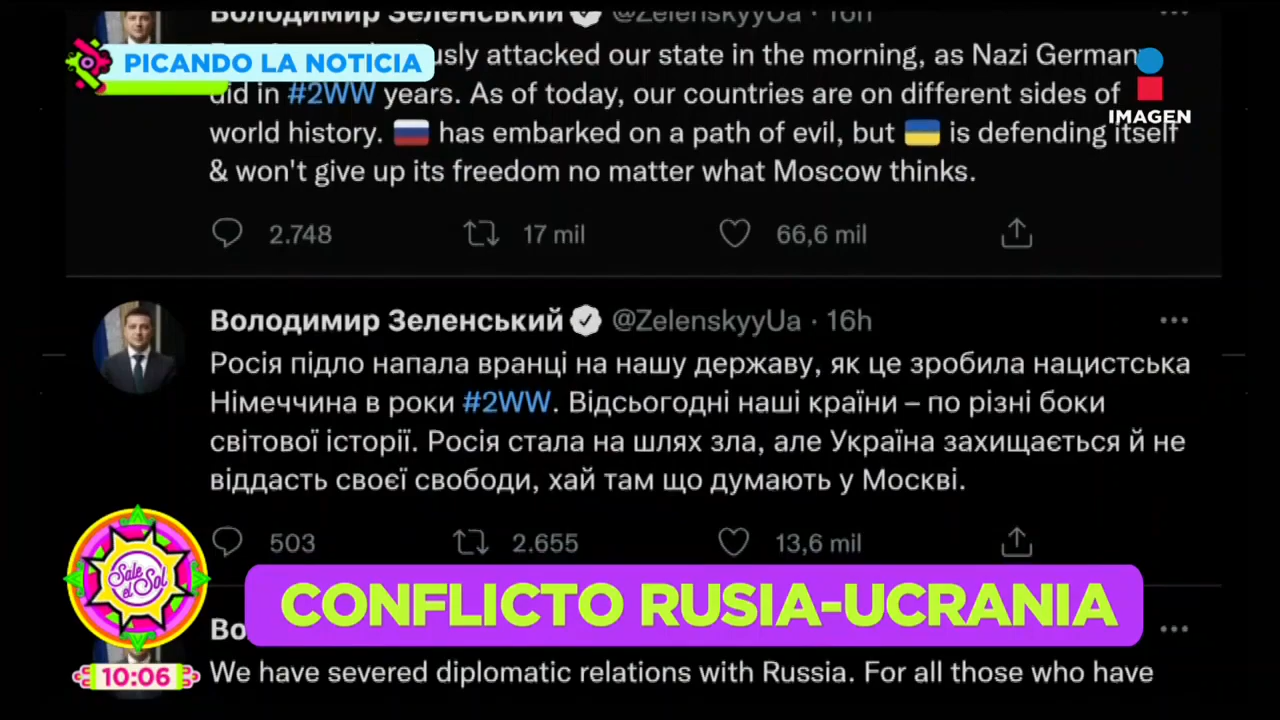 Володимир Зеленський @ZelenskyyUa · 16h
PICANDO LA NOTICIA
usly attacked our state in the morning, as Nazi German
did in #2WW years. As of today, our countries are on different sides of
IMAGEN
world history. 🇷🇺 has embarked on a path of evil, but 🇺🇦 is defending itself
& won't give up its freedom no matter what Moscow thinks.
2.748 17 mil 66,6 mil
Володимир Зеленський @ZelenskyyUa · 16h
Росія підло напала вранці на нашу державу, як це зробила нацистська
Німеччина в роки #2WW. Відсьогодні наші країни – по різні боки
світової історії. Росія стала на шлях зла, але Україна захищається й не
віддасть своєї свободи, хай там що думають у Москві.
503 2.655 13,6 mil
Sale el Sol
CONFLICTO RUSIA-UCRANIA
Во
10:06
We have severed diplomatic relations with Russia. For all those who have